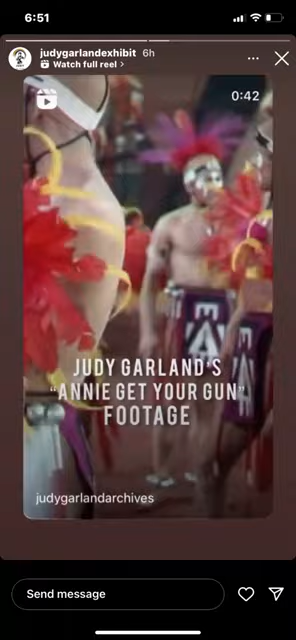 6:51
judygarlandexhibit 6h
Watch full reel >
0:42
JUDY GARLAND'S
"ANNIE GET YOUR GUN"
FOOTAGE
judygarlandarchives
Send message